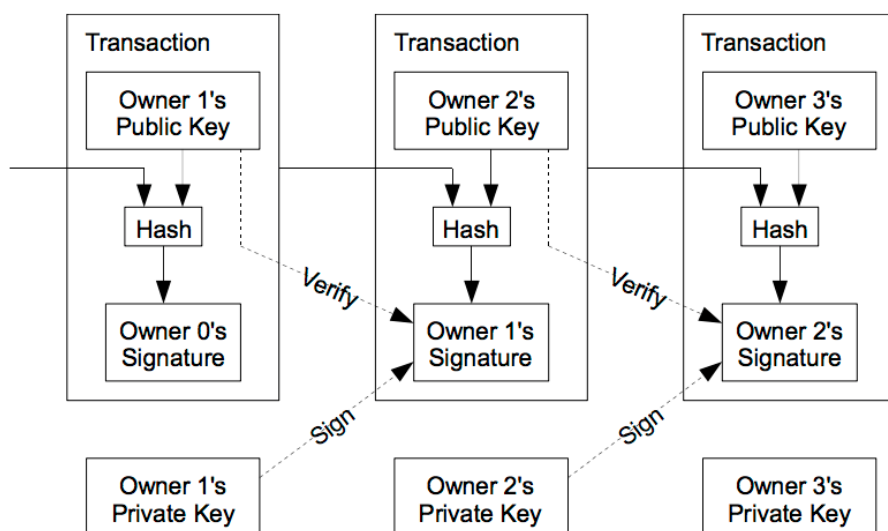 Transaction
Transaction
Transaction
Owner 1's
Public Key
Owner 2's
Public Key
Owner 3's
Public Key
Hash
Hash
Hash
Verify
Verify
Owner 0's
Signature
Owner 1's
Signature
Owner 2's
Signature
Sign
Sign
Owner 1's
Private Key
Owner 2's
Private Key
Owner 3's
Private Key